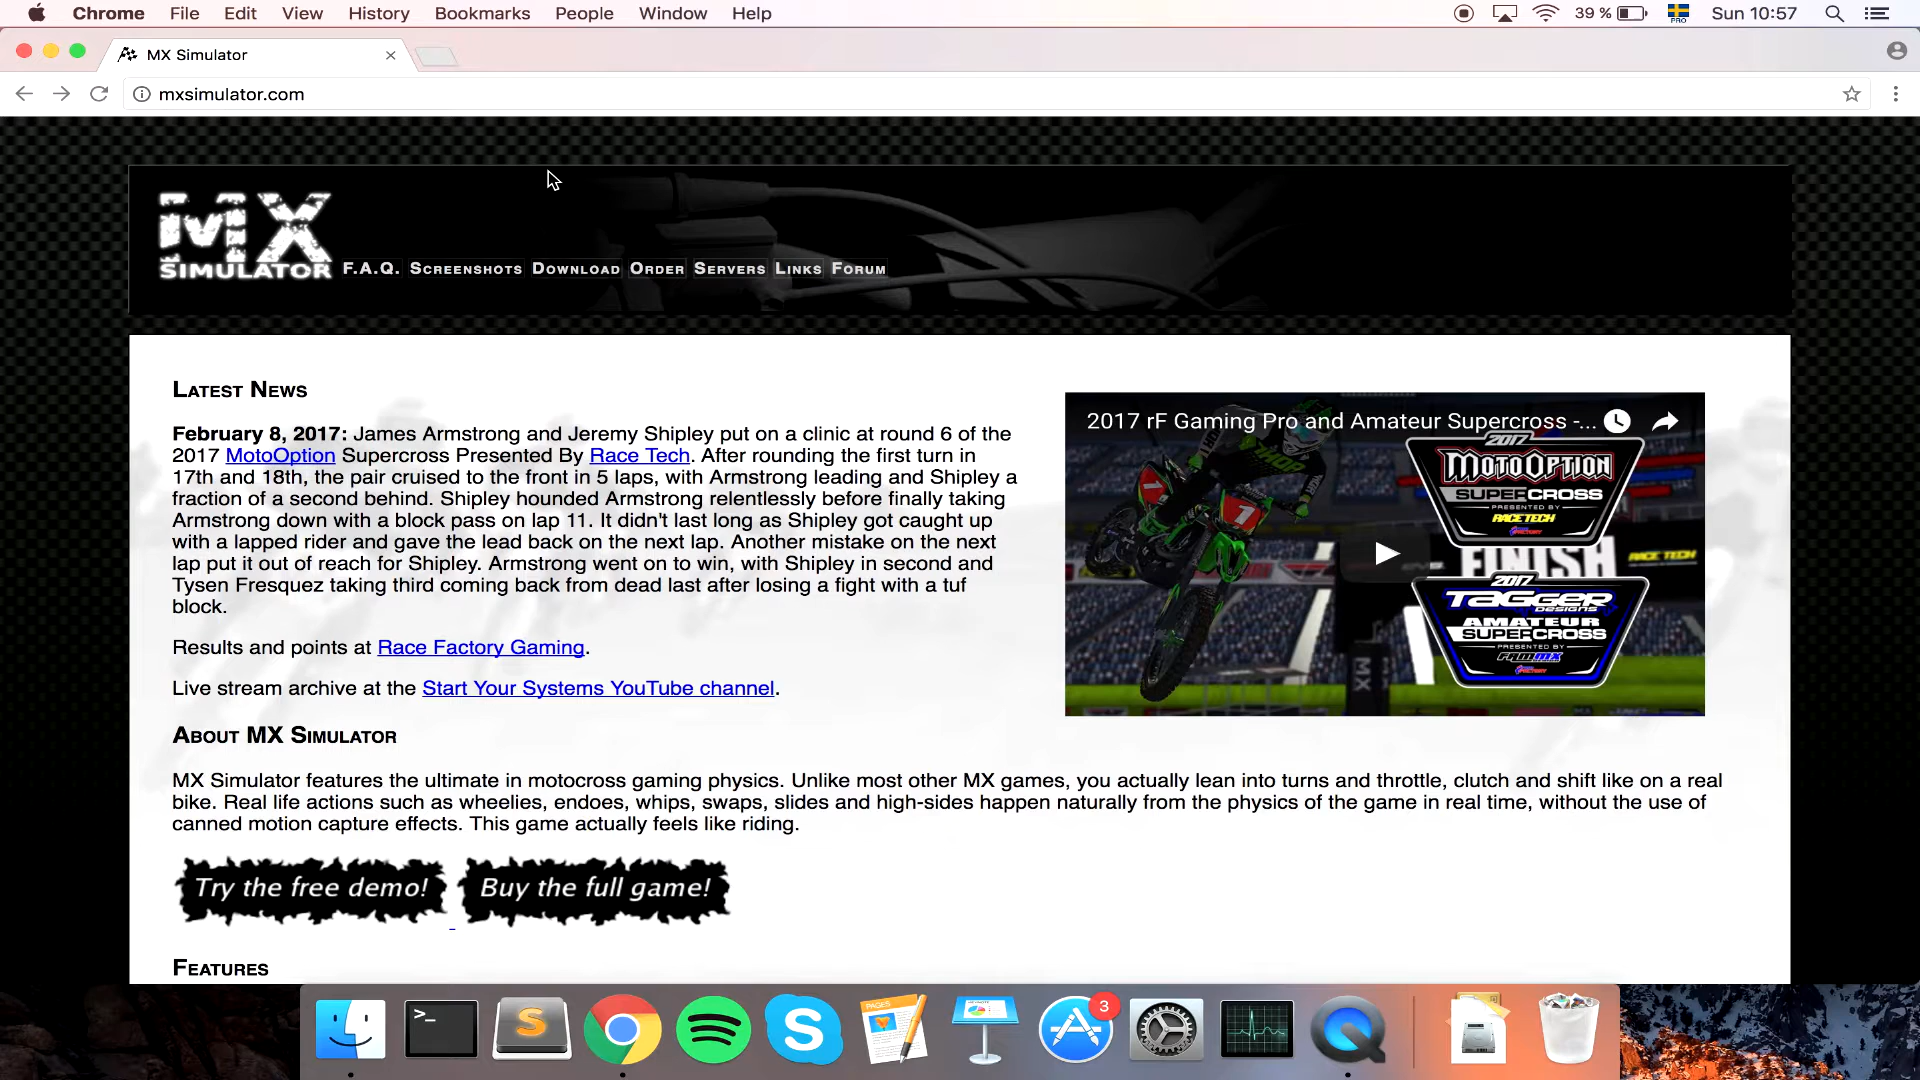 Chrome File Edit View History Bookmarks People Window Help 39 % PRO Sun 10:57
MX Simulator
mxsimulator.com
MX
SIMULATOR
F.A.Q. Screenshots Download Order Servers Links Forum
Latest News
February 8, 2017: James Armstrong and Jeremy Shipley put on a clinic at round 6 of the
2017 MotoOption Supercross Presented By Race Tech. After rounding the first turn in
17th and 18th, the pair cruised to the front in 5 laps, with Armstrong leading and Shipley a
fraction of a second behind. Shipley hounded Armstrong relentlessly before finally taking
Armstrong down with a block pass on lap 11. It didn't last long as Shipley got caught up
with a lapped rider and gave the lead back on the next lap. Another mistake on the next
lap put it out of reach for Shipley. Armstrong went on to win, with Shipley in second and
Tysen Fresquez taking third coming back from dead last after losing a fight with a tuf
block.
Results and points at Race Factory Gaming.
Live stream archive at the Start Your Systems YouTube channel.
2017 rF Gaming Pro and Amateur Supercross -...
2017
MOTOOPTION
SUPERCROSS
PRESENTED BY
RACE TECH
FINISH
RACE TECH
2017
TAGGER
DESIGNS
AMATEUR
SUPERCROSS
PRESENTED BY
FAMMX
1
1
MX
About MX Simulator
MX Simulator features the ultimate in motocross gaming physics. Unlike most other MX games, you actually lean into turns and throttle, clutch and shift like on a real
bike. Real life actions such as wheelies, endoes, whips, swaps, slides and high-sides happen naturally from the physics of the game in real time, without the use of
canned motion capture effects. This game actually feels like riding.
Try the free demo! Buy the full game!
Features
>_
S
S
PAGES
3